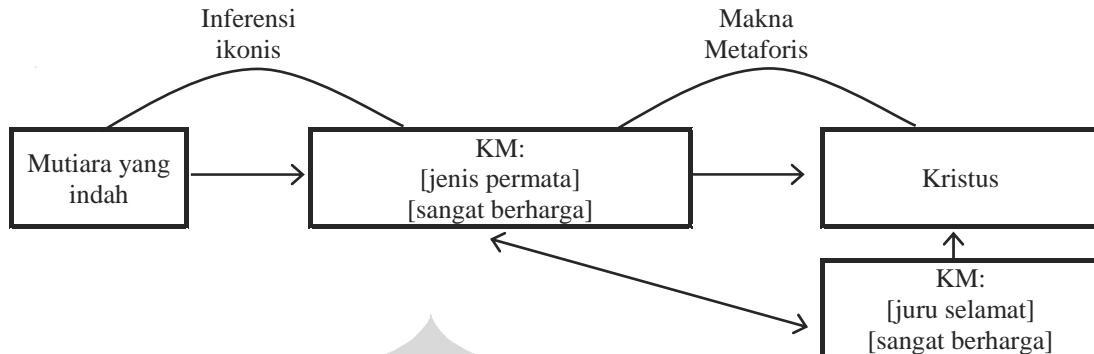 Inferensi
ikonis
Makna
Metaforis
Mutiara yang
indah
KM:
[jenis permata]
[sangat berharga]
Kristus
KM:
[juru selamat]
[sangat berharga]